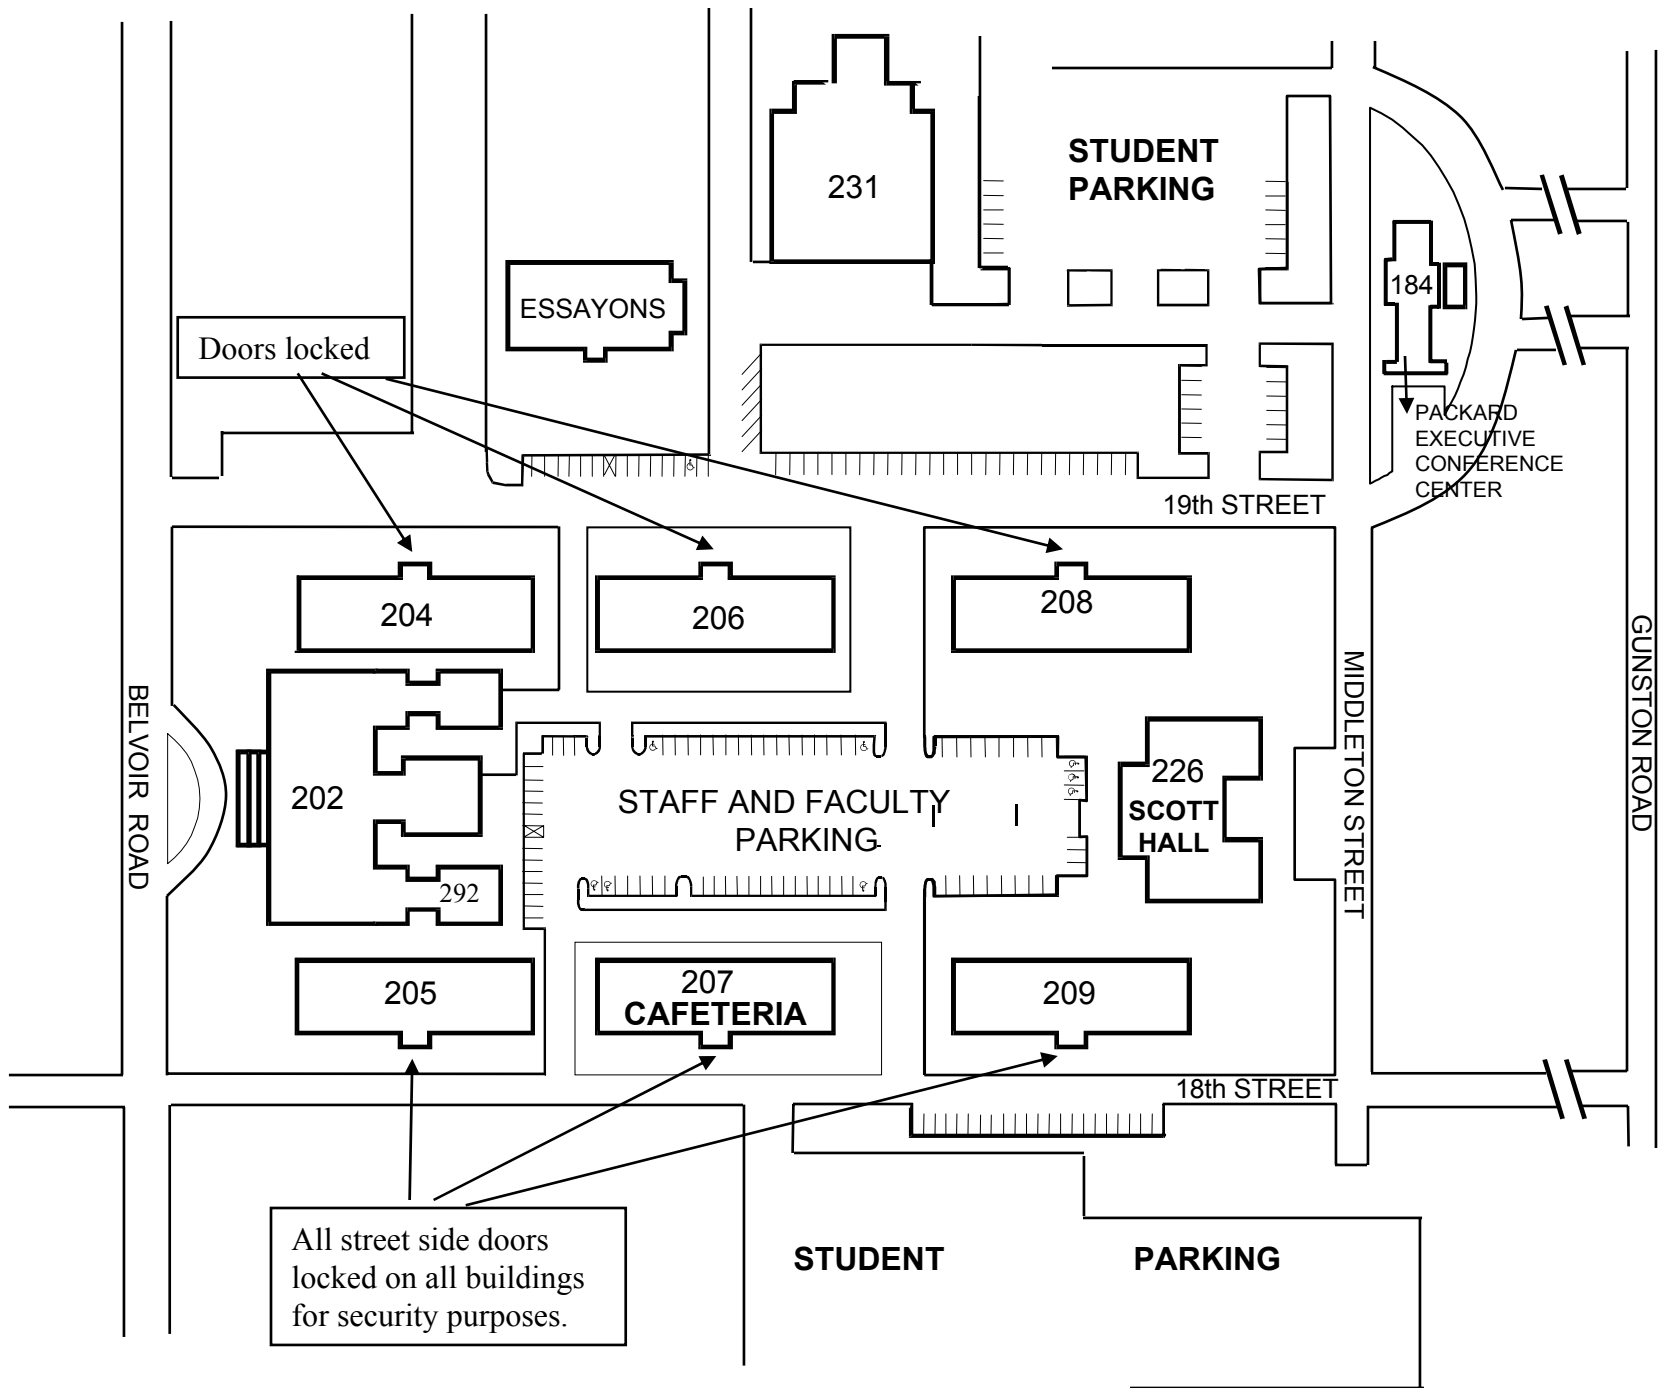 STUDENT
PARKING
231
184
ESSAYONS
Doors locked
PACKARD
EXECUTIVE
CONFERENCE
CENTER
19th STREET
204
206
208
BELVOIR ROAD
202
292
STAFF AND FACULTY
PARKING
226
SCOTT
HALL
MIDDLETON STREET
GUNSTON ROAD
205
207
CAFETERIA
209
18th STREET
All street side doors
locked on all buildings
for security purposes.
STUDENT PARKING